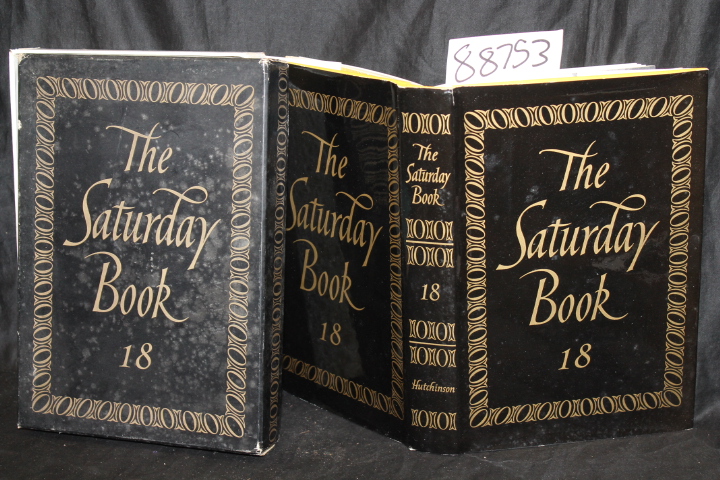 88753
The
Saturday
Book
18
The
Saturday
Book
18
The
Saturday
Book
18
Hutchinson
The
Saturday
Book
18